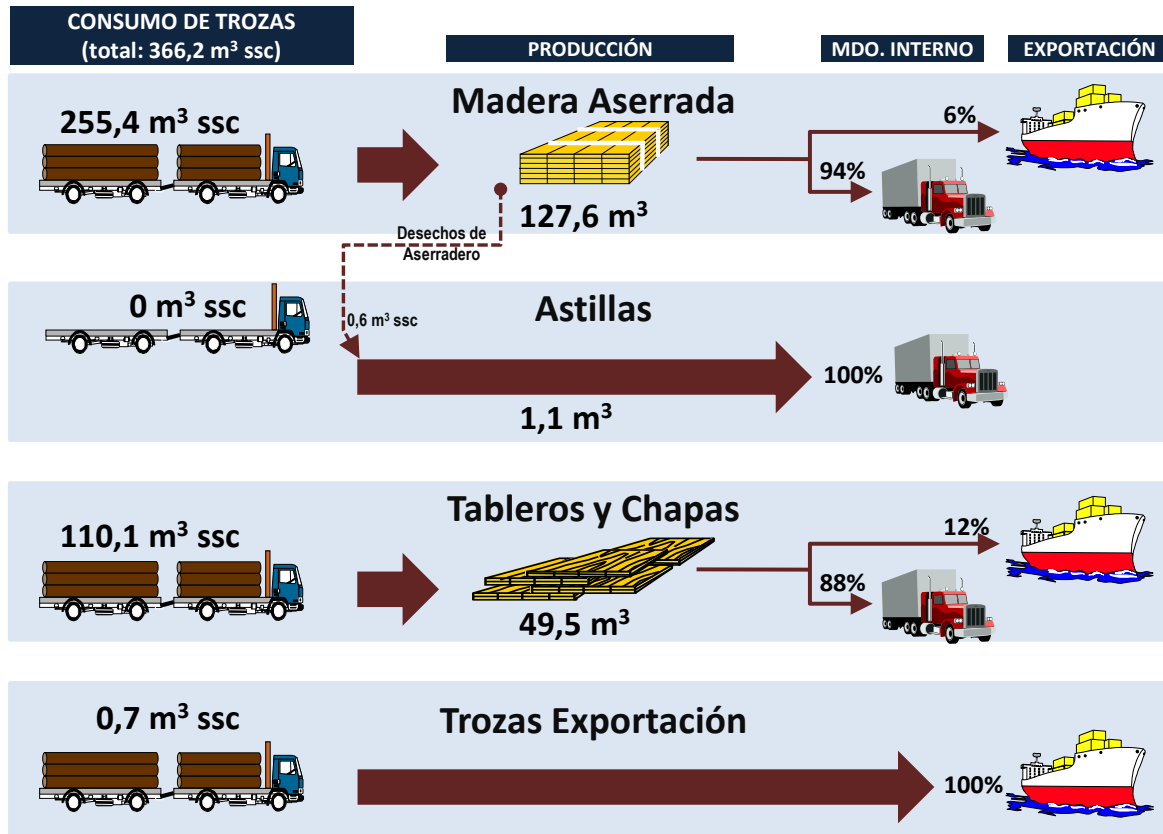 CONSUMO DE TROZAS
(total: 366,2 m³ ssc)
PRODUCCIÓN
MDO. INTERNO
EXPORTACIÓN
Madera Aserrada
255,4 m³ ssc
6%
94%
127,6 m³
Desechos de
Aserradero
0 m³ ssc
Astillas
0,6 m³ ssc
100%
1,1 m³
Tableros y Chapas
110,1 m³ ssc
12%
88%
49,5 m³
0,7 m³ ssc
Trozas Exportación
100%